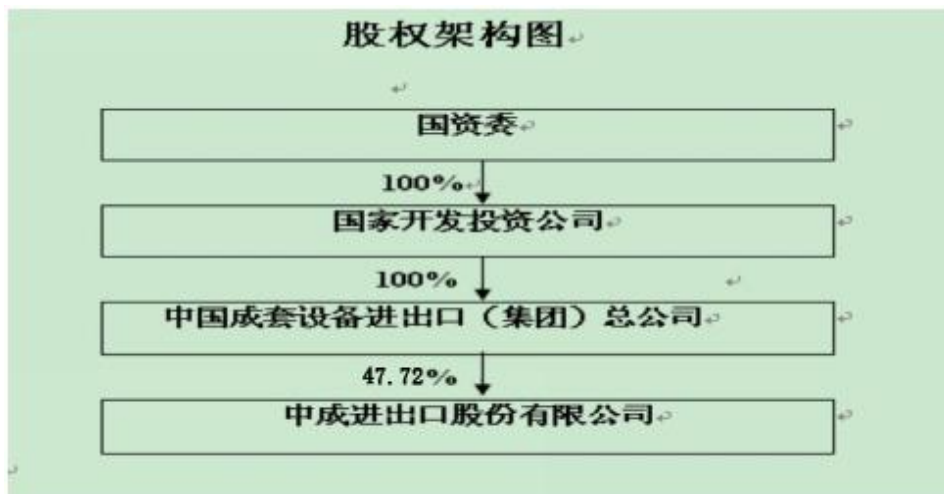 股权架构图
国资委
100%
国家开发投资公司
100%
中国成套设备进出口（集团）总公司
47.72%
中成进出口股份有限公司